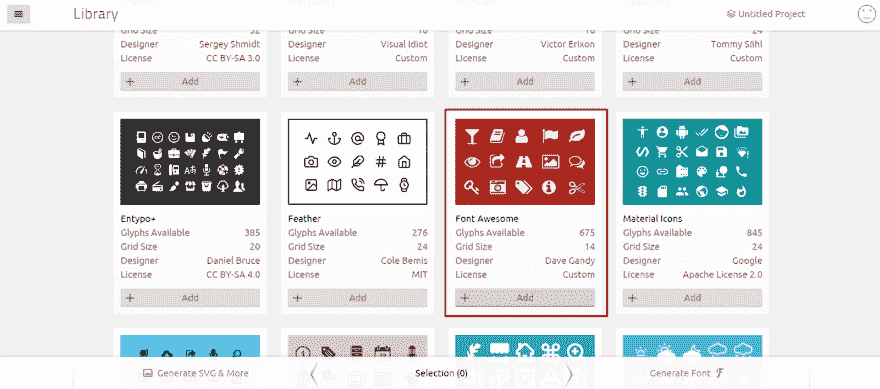 Library
Untitled Project
Grid Size 32
Designer Sergey Shmidt
License CC BY-SA 3.0
Add
Grid Size 16
Designer Visual Idiot
License Custom
Add
Designer Victor Erixon
License Custom
Add
Grid Size 24
Designer Tommy Sähl
License Custom
Add
Entypo+
Glyphs Available 385
Grid Size 20
Designer Daniel Bruce
License CC BY-SA 4.0
Add
Feather
Glyphs Available 276
Grid Size 24
Designer Cole Bemis
License MIT
Add
Font Awesome
Glyphs Available 675
Grid Size 14
Designer Dave Gandy
License Custom
Add
Material Icons
Glyphs Available 845
Grid Size 24
Designer Google
License Apache License 2.0
Add
Generate SVG & More
Selection (0)
Generate Font